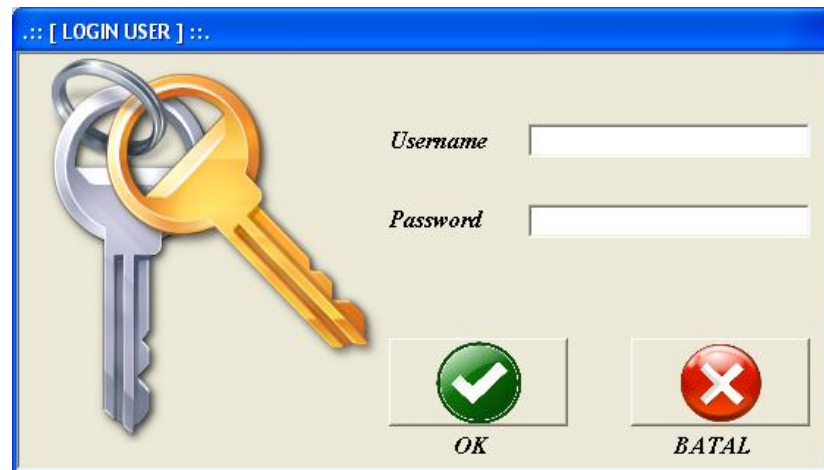 .:: [ LOGIN USER ] ::.
Username
Password
OK
BATAL